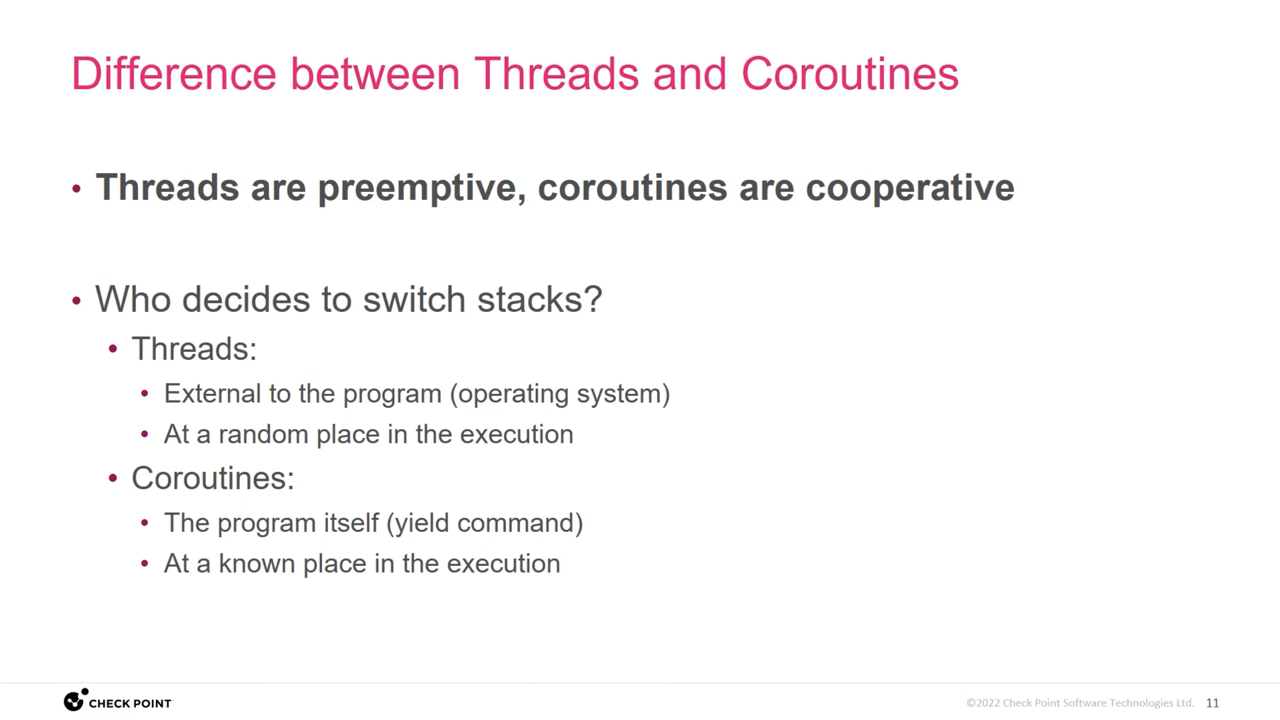 Difference between Threads and Coroutines
• Threads are preemptive, coroutines are cooperative
• Who decides to switch stacks?
• Threads:
• External to the program (operating system)
• At a random place in the execution
• Coroutines:
• The program itself (yield command)
• At a known place in the execution
CHECK POINT
©2022 Check Point Software Technologies Ltd. 11